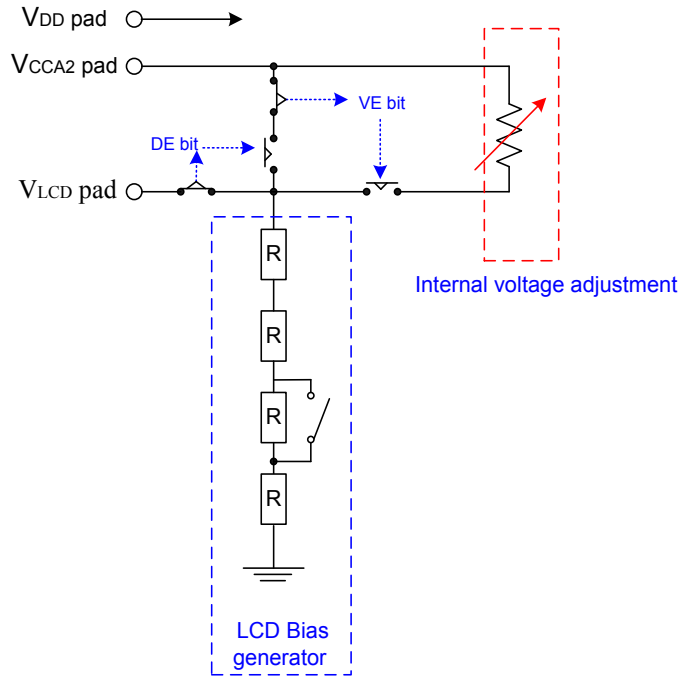 VDD pad
VCCA2 pad
VE bit
DE bit
VLCD pad
R
Internal voltage adjustment
R
R
R
LCD Bias
generator